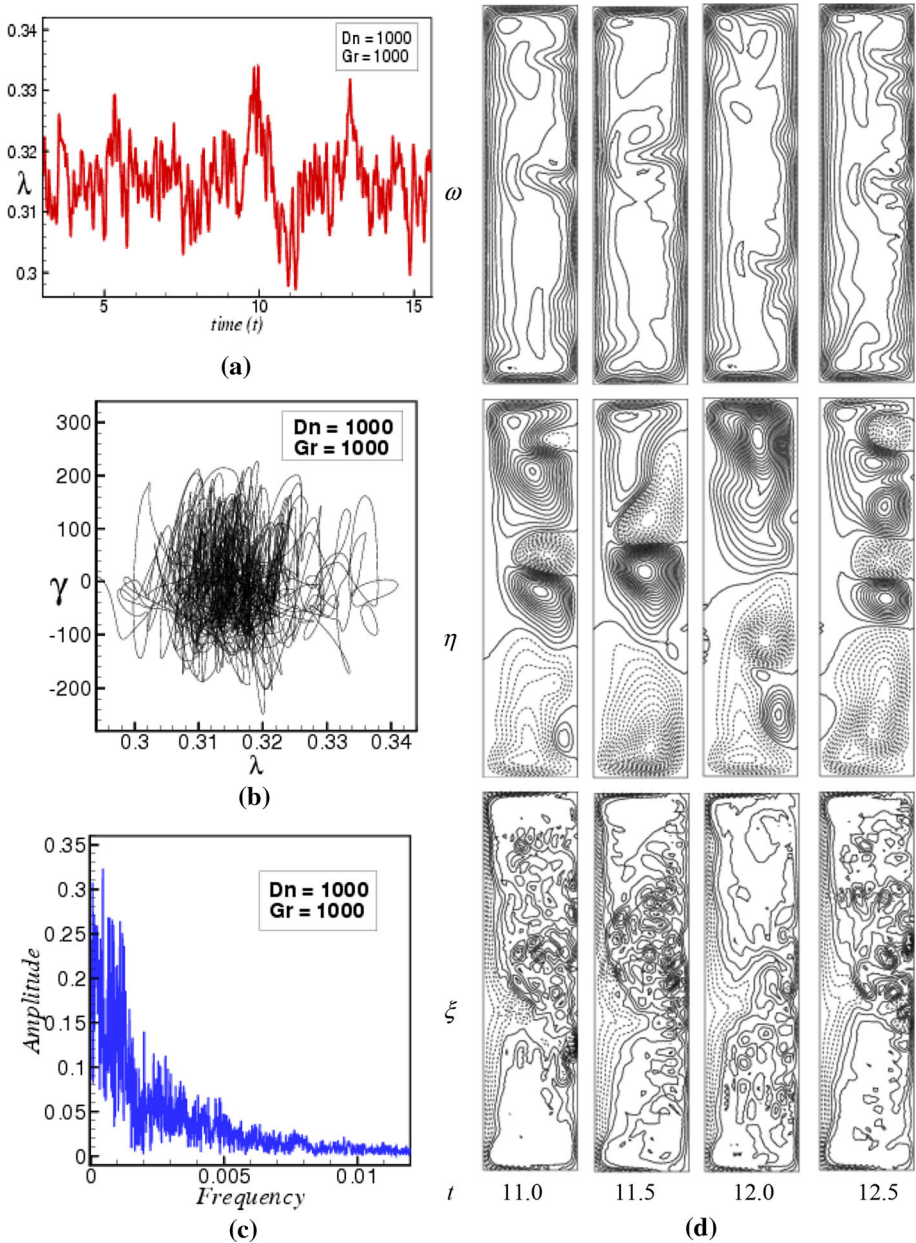 0.34
0.33
0.32
λ
0.31
0.3
Dn = 1000
Gr = 1000
5
10
15
time (t)
(a)
300
200
100
γ
0
-100
-200
Dn = 1000
Gr = 1000
0.3
0.31
0.32
0.33
0.34
λ
(b)
0.35
0.3
0.25
0.2
0.15
0.1
0.05
0
Amplitude
Dn = 1000
Gr = 1000
0
0.005
0.01
Frequency
(c)
ω
η
ξ
t 11.0 11.5 12.0 12.5
(d)